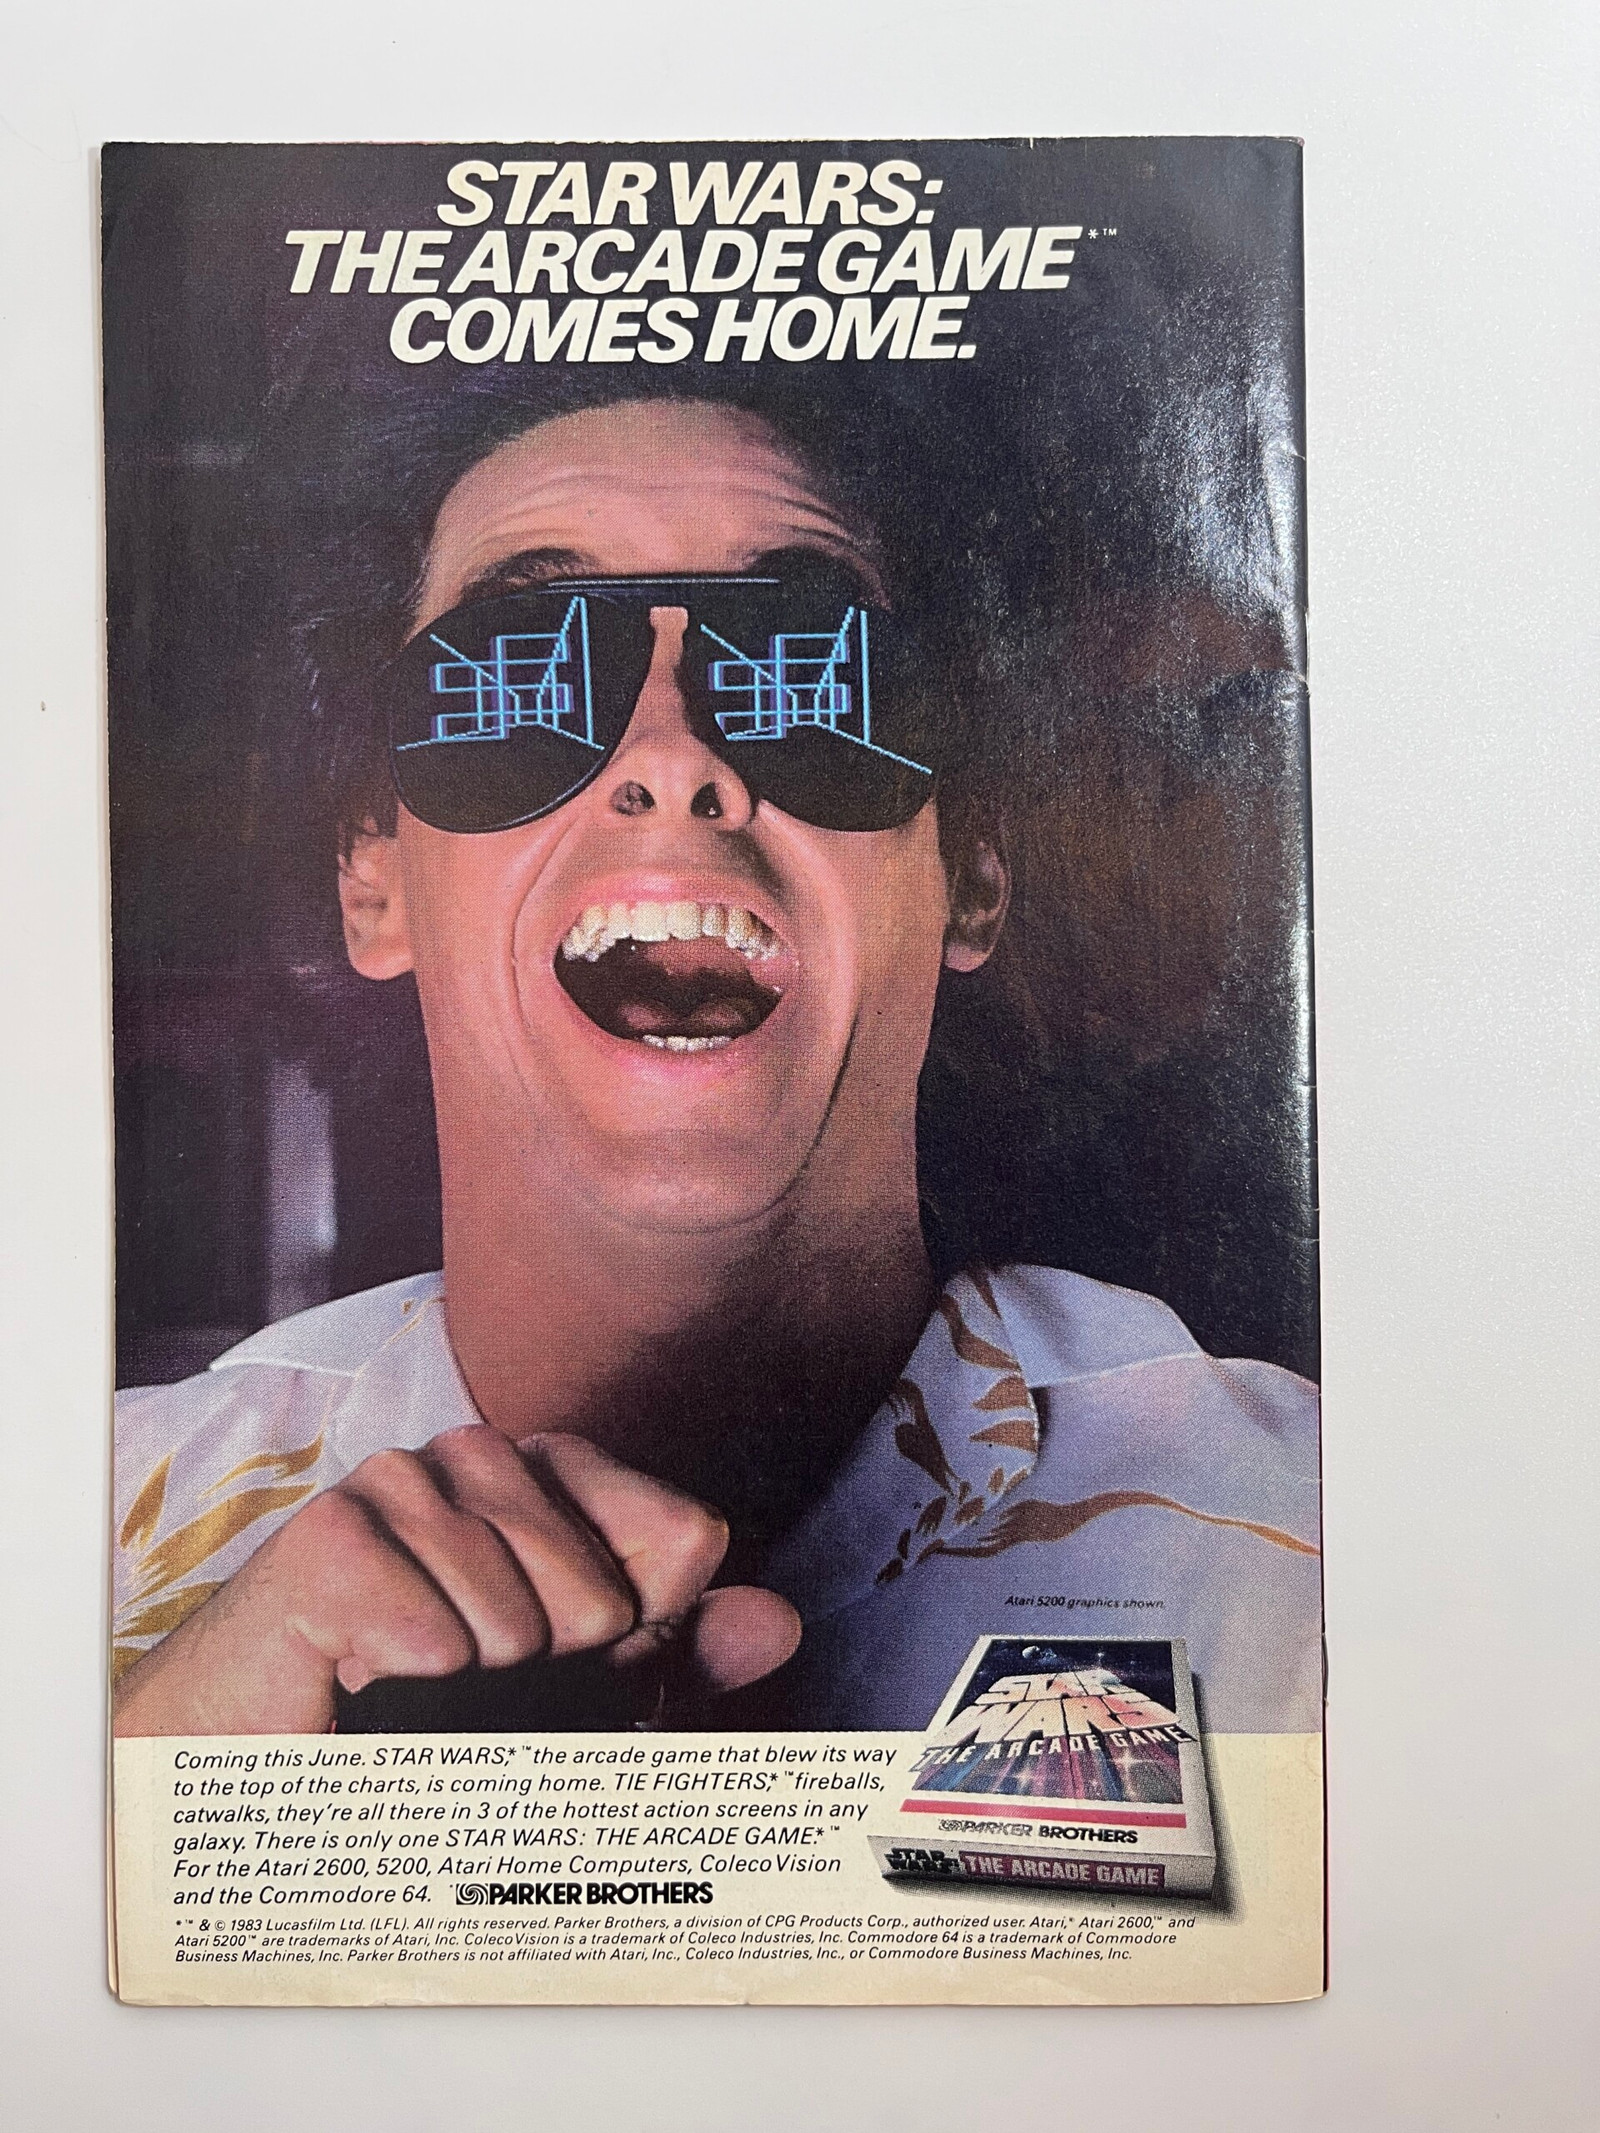 STAR WARS:
THE ARCADE GAME*™
COMES HOME.
Atari 5200 graphics shown.
STAR
WARS
THE ARCADE GAME
PARKER BROTHERS
STAR
WARS
THE ARCADE GAME
Coming this June. STAR WARS,*™ the arcade game that blew its way
to the top of the charts, is coming home. TIE FIGHTERS,*™ fireballs,
catwalks, they're all there in 3 of the hottest action screens in any
galaxy. There is only one STAR WARS: THE ARCADE GAME.*™
For the Atari 2600, 5200, Atari Home Computers, ColecoVision
and the Commodore 64. PARKER BROTHERS
*™ & © 1983 Lucasfilm Ltd. (LFL). All rights reserved. Parker Brothers, a division of CPG Products Corp., authorized user. Atari,® Atari 2600,™ and
Atari 5200™ are trademarks of Atari, Inc. ColecoVision is a trademark of Coleco Industries, Inc. Commodore 64 is a trademark of Commodore
Business Machines, Inc. Parker Brothers is not affiliated with Atari, Inc., Coleco Industries, Inc., or Commodore Business Machines, Inc.